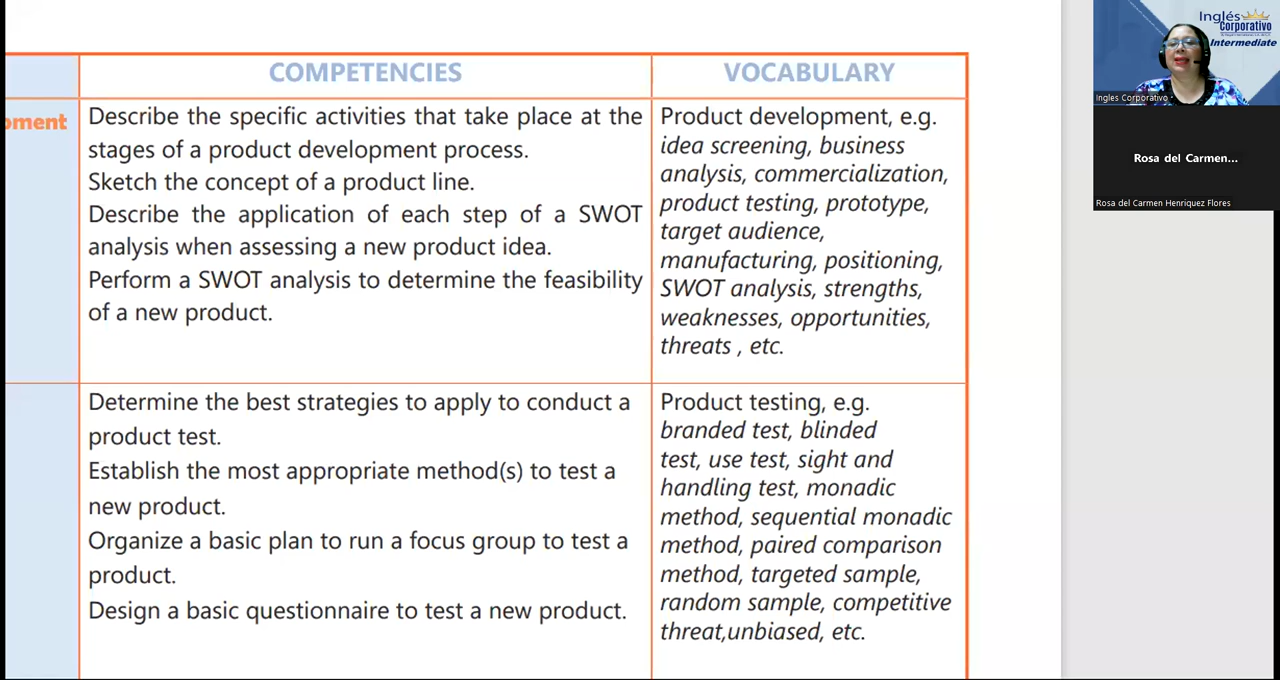 COMPETENCIES
VOCABULARY
pment
Describe the specific activities that take place at the
stages of a product development process.
Sketch the concept of a product line.
Describe the application of each step of a SWOT
analysis when assessing a new product idea.
Perform a SWOT analysis to determine the feasibility
of a new product.
Product development, e.g.
idea screening, business
analysis, commercialization,
product testing, prototype,
target audience,
manufacturing, positioning,
SWOT analysis, strengths,
weaknesses, opportunities,
threats , etc.
Determine the best strategies to apply to conduct a
product test.
Establish the most appropriate method(s) to test a
new product.
Organize a basic plan to run a focus group to test a
product.
Design a basic questionnaire to test a new product.
Product testing, e.g.
branded test, blinded
test, use test, sight and
handling test, monadic
method, sequential monadic
method, paired comparison
method, targeted sample,
random sample, competitive
threat,unbiased, etc.
Inglés
Corporativo
Intermediate
Ingles Corporativo
Rosa del Carmen...
Rosa del Carmen Henriquez Flores